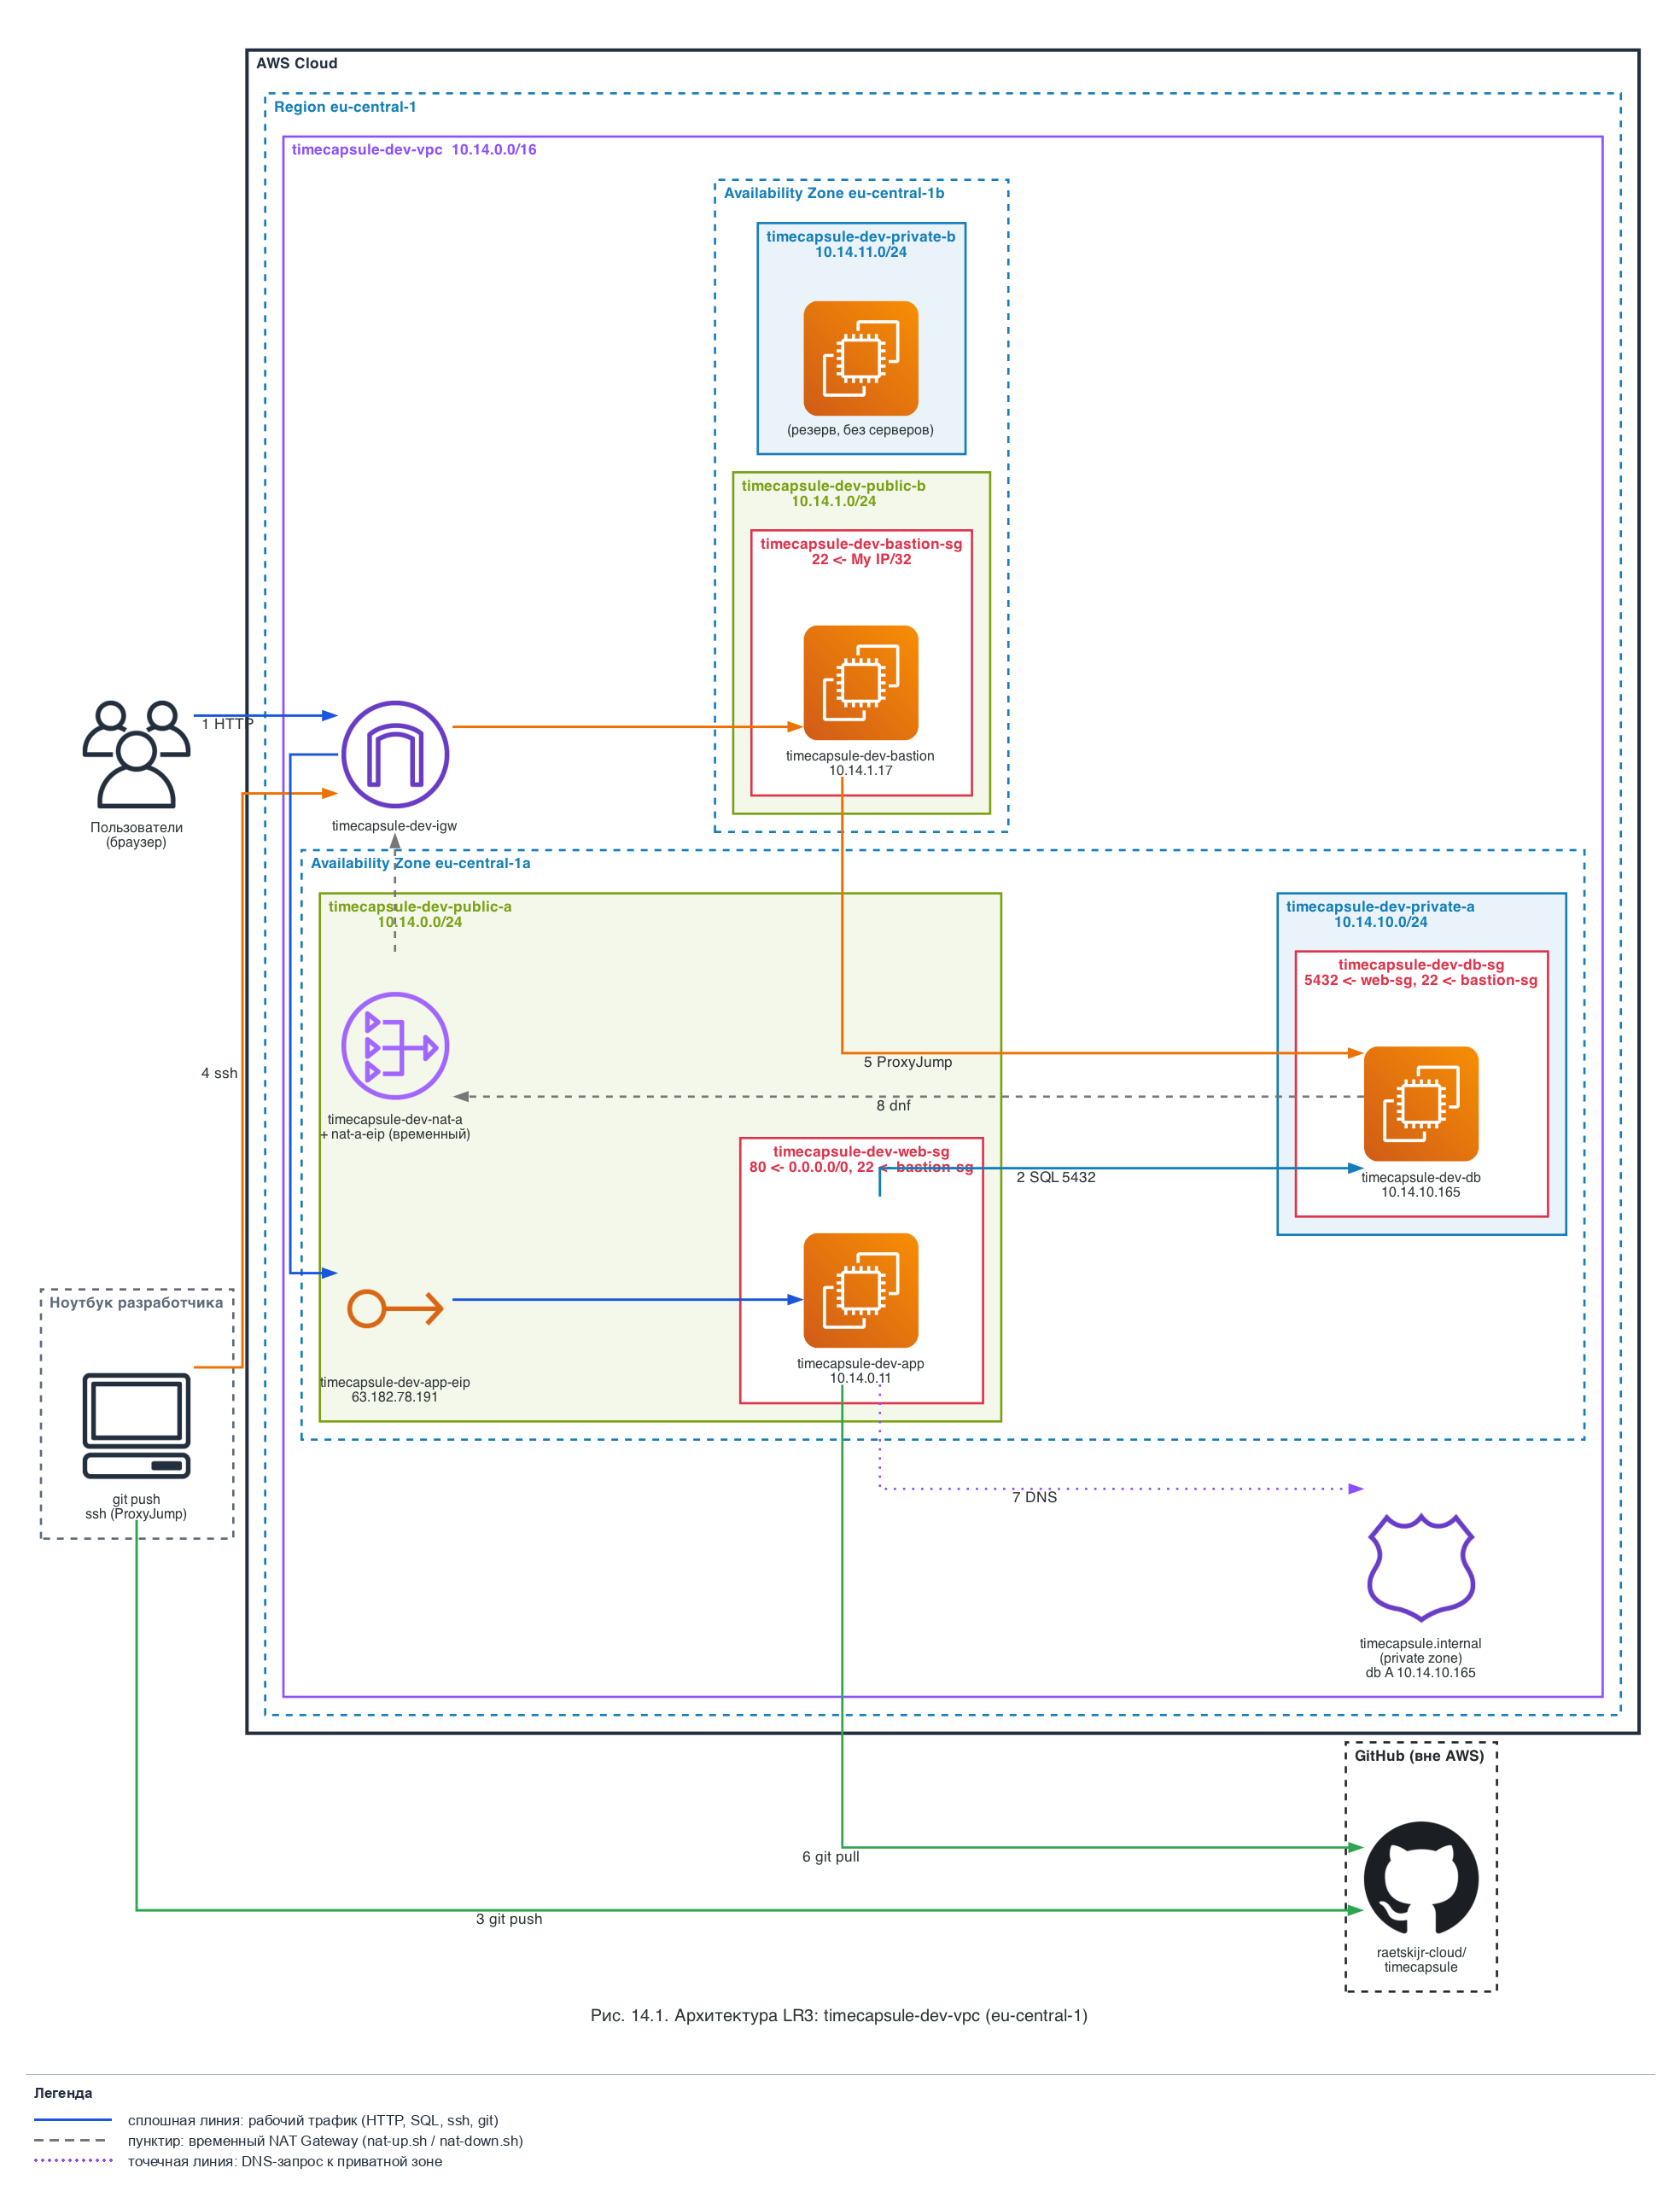 AWS Cloud
Region eu-central-1
timecapsule-dev-vpc 10.14.0.0/16
Availability Zone eu-central-1b
timecapsule-dev-private-b
10.14.11.0/24
(резерв, без серверов)
timecapsule-dev-public-b
10.14.1.0/24
timecapsule-dev-bastion-sg
22 <- My IP/32
timecapsule-dev-bastion
10.14.1.17
1 HTTP
Пользователи
(браузер)
timecapsule-dev-igw
Availability Zone eu-central-1a
timecapsule-dev-public-a
10.14.0.0/24
timecapsule-dev-private-a
10.14.10.0/24
timecapsule-dev-db-sg
5432 <- web-sg, 22 <- bastion-sg
5 ProxyJump
4 ssh
8 dnf
timecapsule-dev-nat-a
+ nat-a-eip (временный)
timecapsule-dev-web-sg
80 <- 0.0.0.0/0, 22 <- bastion-sg
2 SQL 5432
timecapsule-dev-db
10.14.10.165
Ноутбук разработчика
timecapsule-dev-app
10.14.0.11
timecapsule-dev-app-eip
63.182.78.191
git push
ssh (ProxyJump)
7 DNS
timecapsule.internal
(private zone)
db A 10.14.10.165
GitHub (вне AWS)
6 git pull
3 git push
raetskijr-cloud/
timecapsule
Рис. 14.1. Архитектура LR3: timecapsule-dev-vpc (eu-central-1)
Легенда
сплошная линия: рабочий трафик (HTTP, SQL, ssh, git)
пунктир: временный NAT Gateway (nat-up.sh / nat-down.sh)
точечная линия: DNS-запрос к приватной зоне